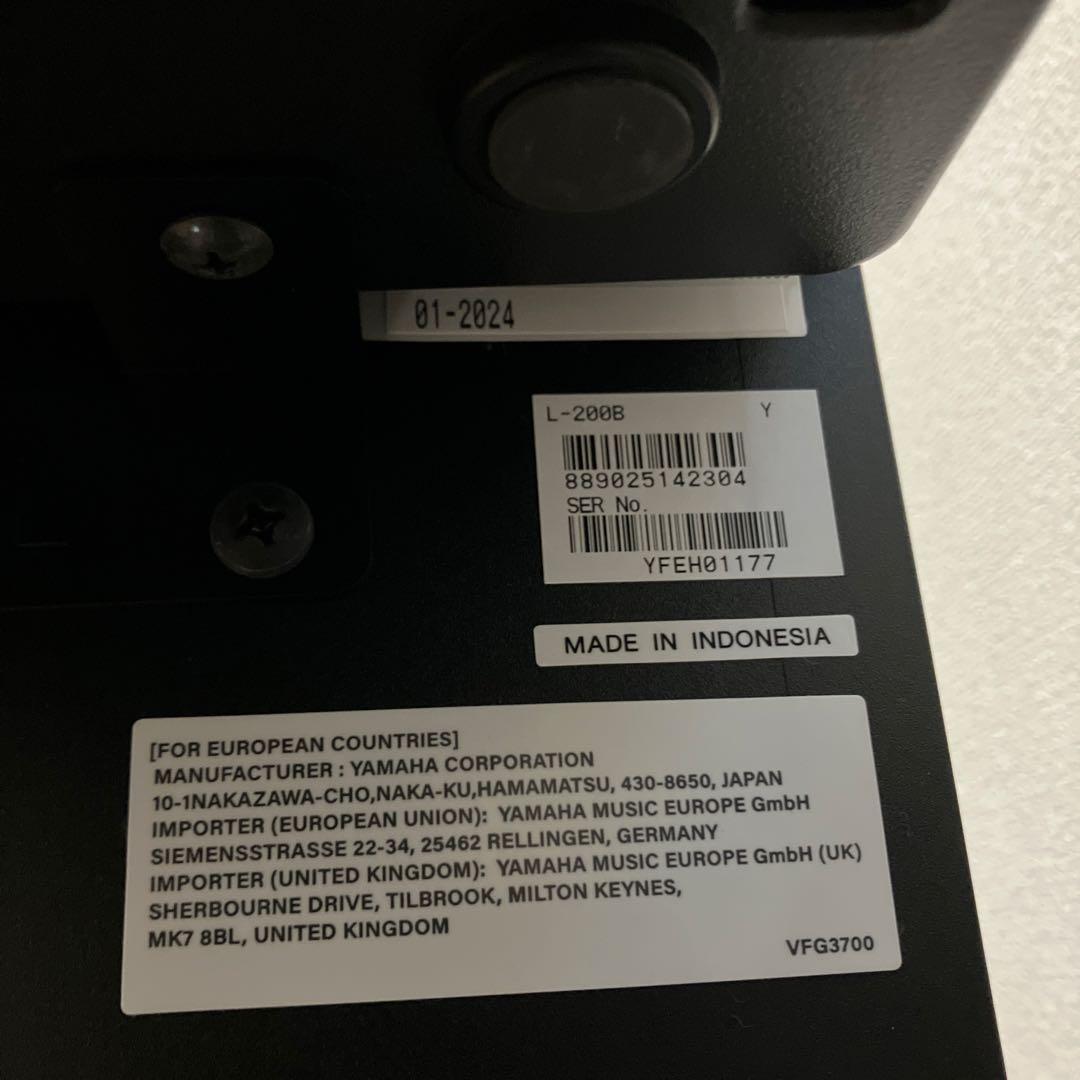 01-2024
L-200B Y
889025142304
SER No.
YFEH01177
MADE IN INDONESIA
[FOR EUROPEAN COUNTRIES]
MANUFACTURER : YAMAHA CORPORATION
10-1NAKAZAWA-CHO,NAKA-KU,HAMAMATSU, 430-8650, JAPAN
IMPORTER (EUROPEAN UNION): YAMAHA MUSIC EUROPE GmbH
SIEMENSSTRASSE 22-34, 25462 RELLINGEN, GERMANY
IMPORTER (UNITED KINGDOM): YAMAHA MUSIC EUROPE GmbH (UK)
SHERBOURNE DRIVE, TILBROOK, MILTON KEYNES,
MK7 8BL, UNITED KINGDOM
VFG3700